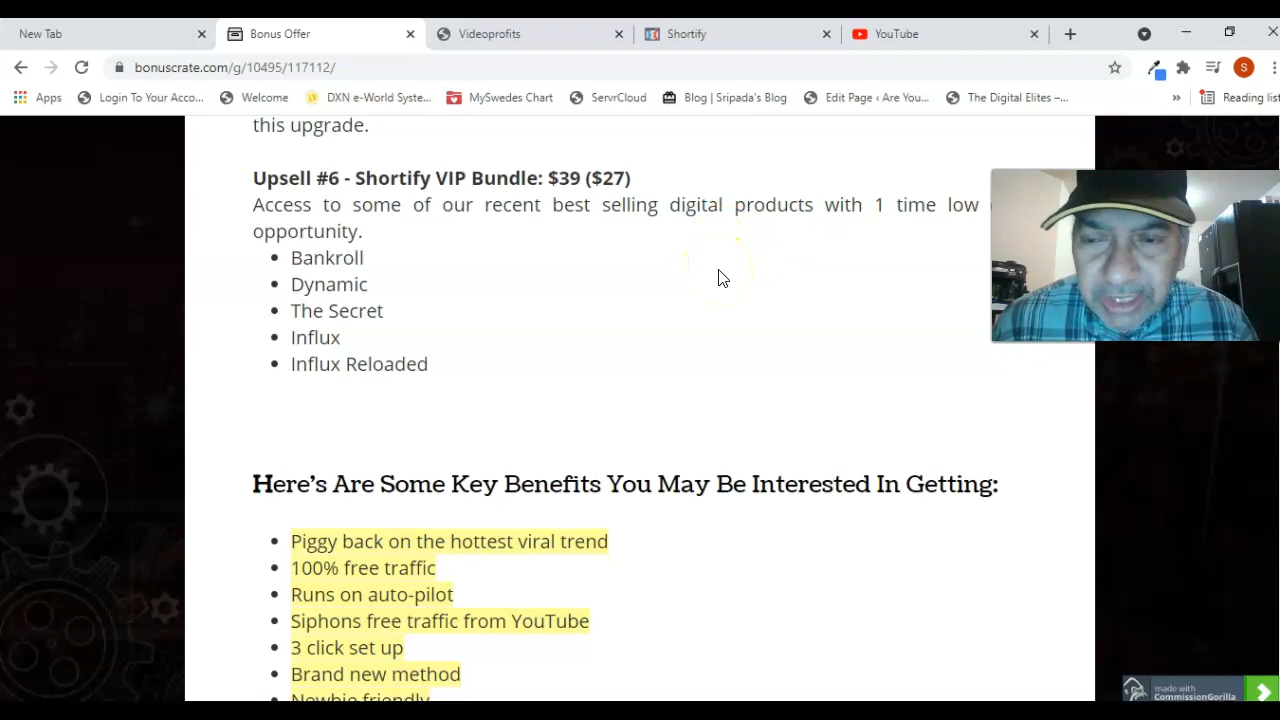 New Tab
Bonus Offer
Videoprofits
Shortify
YouTube
bonuscrate.com/g/10495/117112/
S
Apps
Login To Your Acco...
Welcome
DXN e-World Syste...
MySwedes Chart
ServrCloud
Blog | Sripada's Blog
Edit Page ‹ Are You...
The Digital Elites –...
»
Reading list
this upgrade.
Upsell #6 - Shortify VIP Bundle: $39 ($27)
Access to some of our recent best selling digital products with 1 time low
opportunity.
• Bankroll
• Dynamic
• The Secret
• Influx
• Influx Reloaded
Here's Are Some Key Benefits You May Be Interested In Getting:
• Piggy back on the hottest viral trend
• 100% free traffic
• Runs on auto-pilot
• Siphons free traffic from YouTube
• 3 click set up
• Brand new method
• Newbie friendly
made with
CommissionGorilla